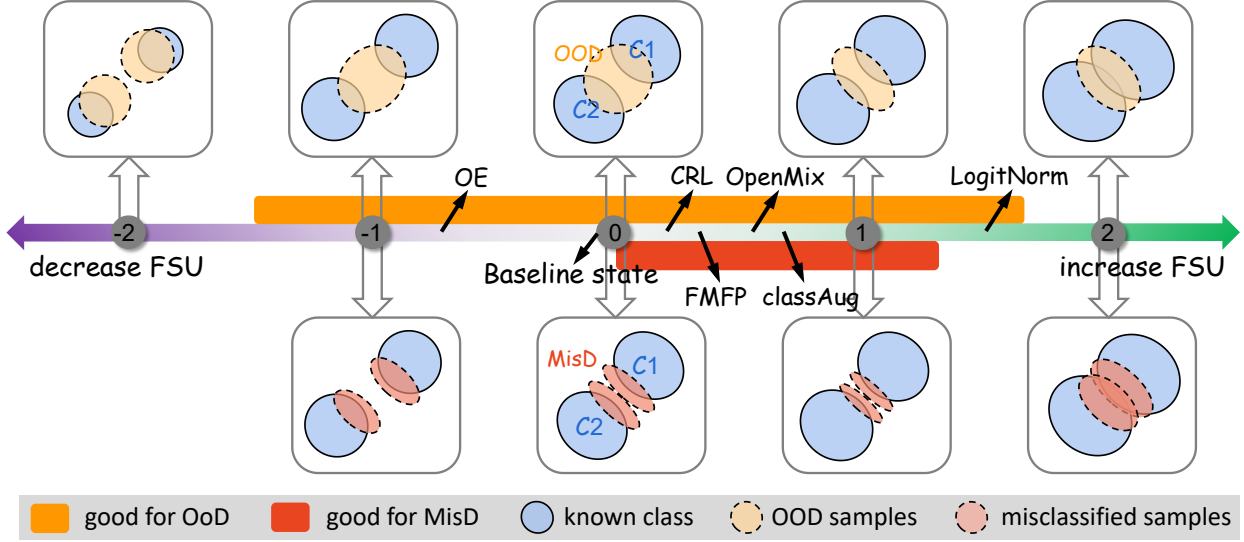 OOD
C1
C2
OE
CRL
OpenMix
LogitNorm
-2
-1
0
1
2
decrease FSU
Baseline state
increase FSU
FMFP
classAug
MisD
C1
C2
good for OoD
good for MisD
known class
OOD samples
misclassified samples